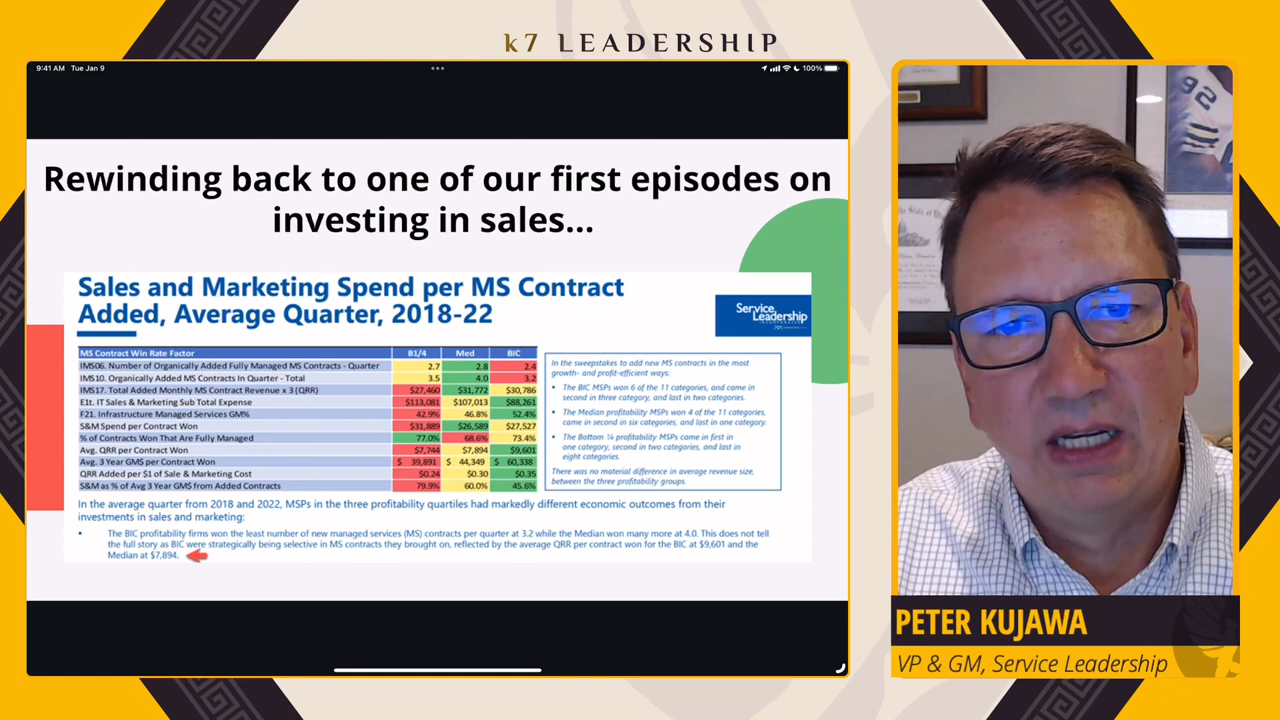 k7 LEADERSHIP
9:41 AM Tue Jan 9
100%
Rewinding back to one of our first episodes on
investing in sales...
Sales and Marketing Spend per MS Contract
Added, Average Quarter, 2018-22
Service
Leadership
MS Contract Win Rate Factor B1/4 Med BIC
IMS06. Number of Organically Added Fully Managed MS Contracts - Quarter 2.7 2.8 2.4
IMS10. Organically Added MS Contracts In Quarter - Total 3.5 4.0 3.2
IMS17. Total Added Monthly MS Contract Revenue x 3 (QRR) $27,460 $31,772 $30,786
E1t. IT Sales & Marketing Sub Total Expense $113,081 $107,013 $88,261
F21. Infrastructure Managed Services GM% 42.9% 46.8% 52.4%
S&M Spend per Contract Won $31,889 $26,589 $27,527
% of Contracts Won That Are Fully Managed 77.0% 68.6% 73.4%
Avg. QRR per Contract Won $7,744 $7,894 $9,601
Avg. 3 Year GMS per Contract Won $ 39,891 $ 44,349 $ 60,338
QRR Added per $1 of Sale & Marketing Cost $0.24 $0.30 $0.35
S&M as % of Avg 3 Year GMS from Added Contracts 79.9% 60.0% 45.6%
In the sweepstakes to add new MS contracts in the most
growth- and profit-efficient ways:
• The BIC MSPs won 6 of the 11 categories, and came in
second in three category, and last in two categories.
• The Median profitability MSPs won 4 of the 11 categories,
came in second in six categories, and last in one category.
• The Bottom ¼ profitability MSPs came in first in
one category, second in two categories, and last in
eight categories.
There was no material difference in average revenue size,
between the three profitability groups.
In the average quarter from 2018 and 2022, MSPs in the three profitability quartiles had markedly different economic outcomes from their
investments in sales and marketing:
• The BIC profitability firms won the least number of new managed services (MS) contracts per quarter at 3.2 while the Median won many more at 4.0. This does not tell
the full story as BIC were strategically being selective in MS contracts they brought on, reflected by the average QRR per contract won for the BIC at $9,601 and the
Median at $7,894.
92
PETER KUJAWA
VP & GM, Service Leadership